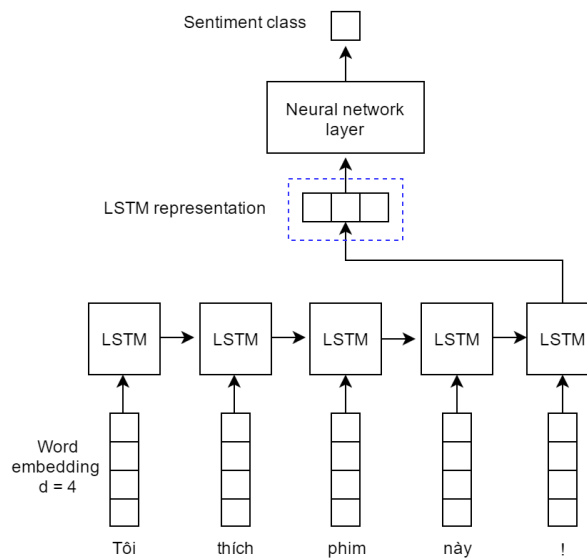 Sentiment class
Neural network
layer
LSTM representation
LSTM LSTM LSTM LSTM LSTM
Word
embedding
d = 4
Tôi thích phim này !